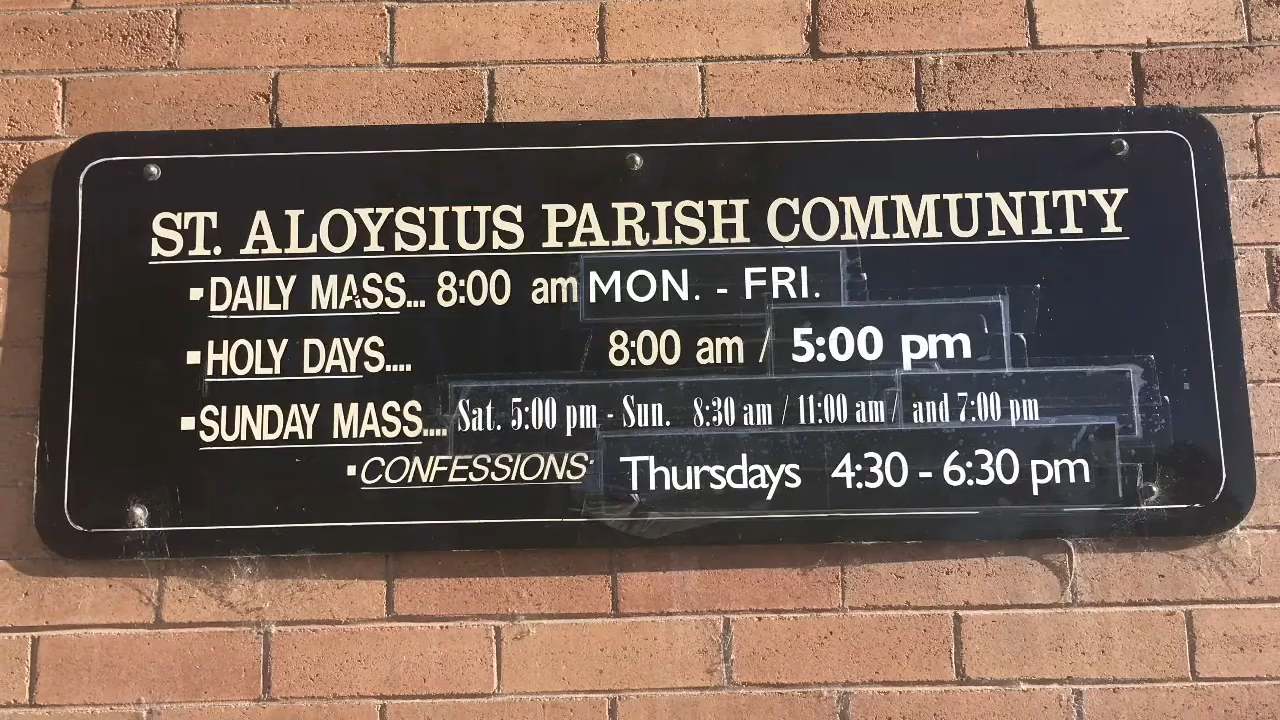 ST. ALOYSIUS PARISH COMMUNITY
▪DAILY MASS... 8:00 am MON. - FRI.
▪HOLY DAYS.... 8:00 am / 5:00 pm
▪SUNDAY MASS.... Sat. 5:00 pm - Sun. 8:30 am / 11:00 am / and 7:00 pm
▪CONFESSIONS: Thursdays 4:30 - 6:30 pm